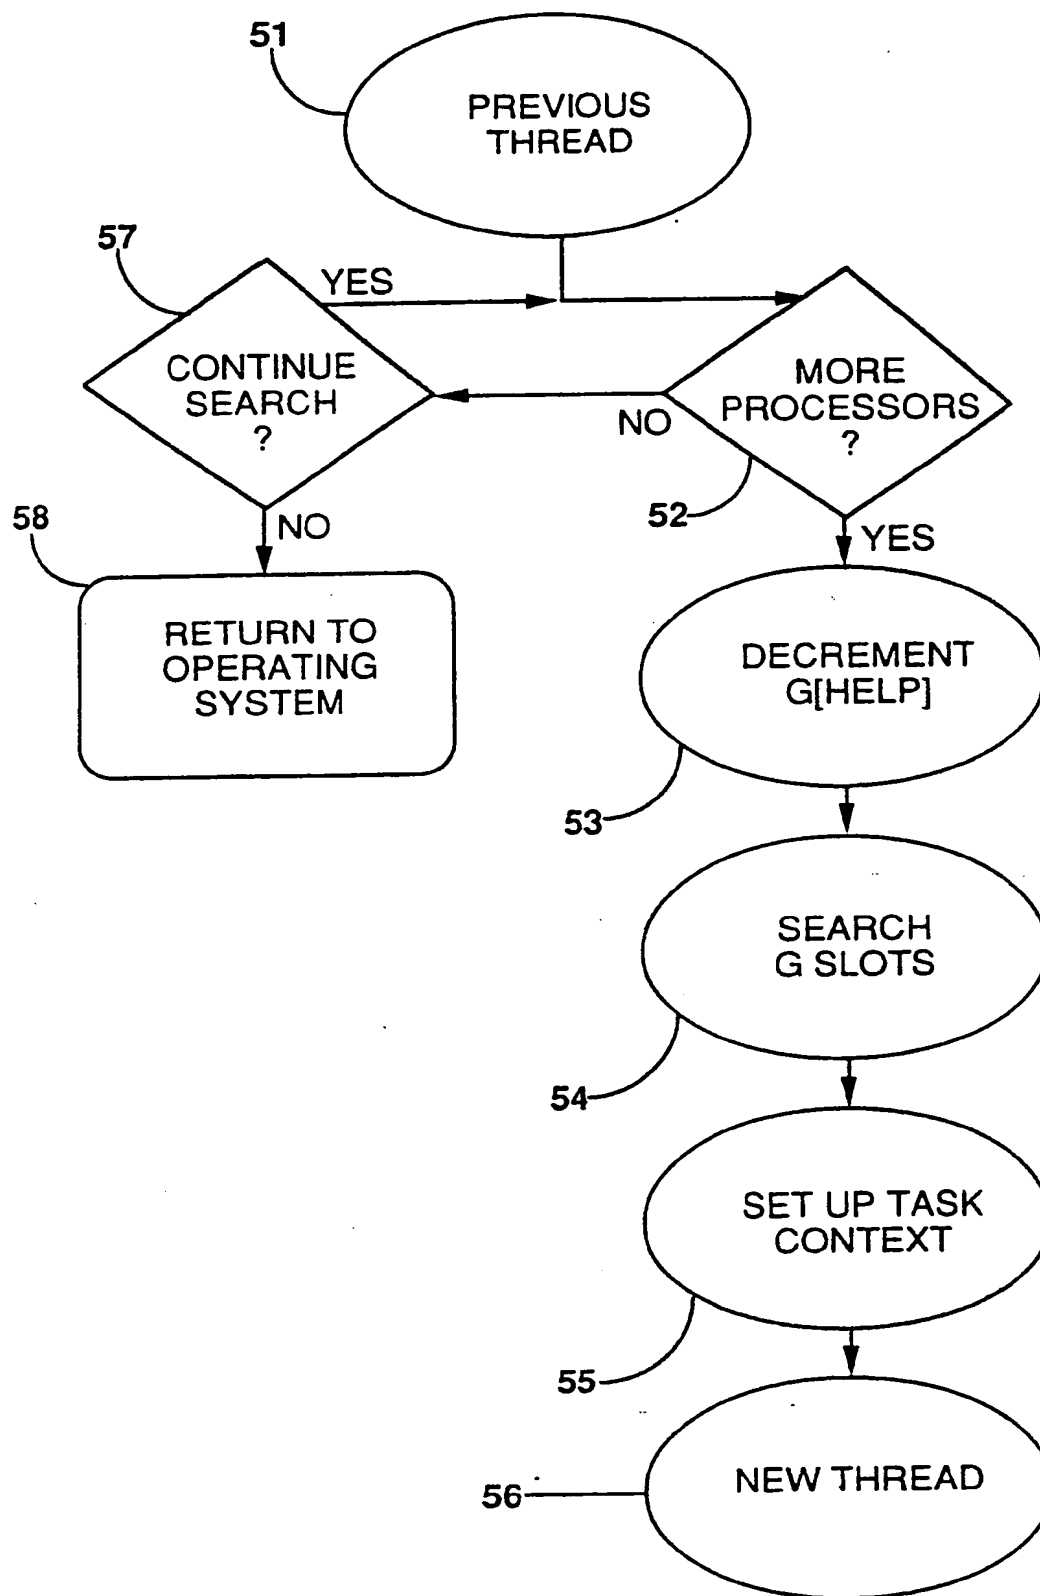 51
PREVIOUS
THREAD
57
YES
CONTINUE
SEARCH
?
MORE
PROCESSORS
?
NO
52
58
NO
YES
RETURN TO
OPERATING
SYSTEM
DECREMENT
G[HELP]
53
SEARCH
G SLOTS
54
SET UP TASK
CONTEXT
55
NEW THREAD
56